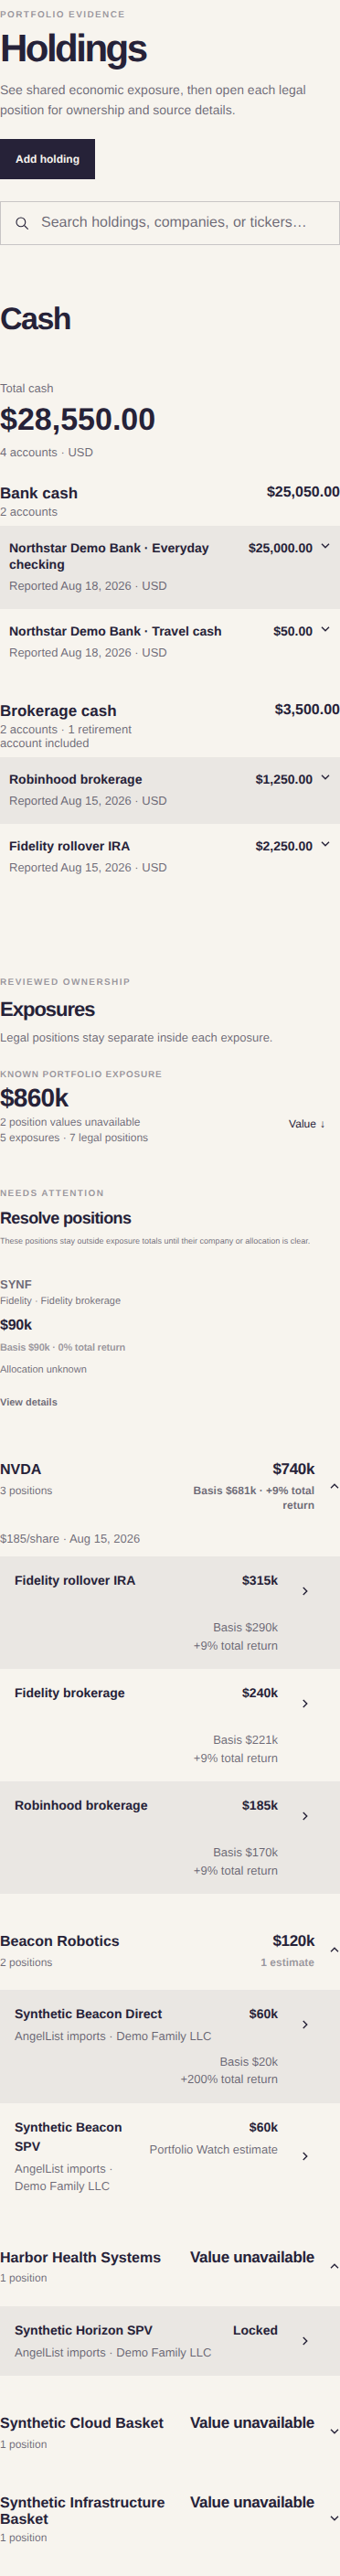 PORTFOLIO EVIDENCE
Holdings
See shared economic exposure, then open each legal
position for ownership and source details.
Add holding
Search holdings, companies, or tickers…
Cash
Total cash
$28,550.00
4 accounts · USD
Bank cash $25,050.00
2 accounts
Northstar Demo Bank · Everyday $25,000.00
checking
Reported Aug 18, 2026 · USD
Northstar Demo Bank · Travel cash $50.00
Reported Aug 18, 2026 · USD
Brokerage cash $3,500.00
2 accounts · 1 retirement
account included
Robinhood brokerage $1,250.00
Reported Aug 15, 2026 · USD
Fidelity rollover IRA $2,250.00
Reported Aug 15, 2026 · USD
REVIEWED OWNERSHIP
Exposures
Legal positions stay separate inside each exposure.
KNOWN PORTFOLIO EXPOSURE
$860k
2 position values unavailable
Value ↓
5 exposures · 7 legal positions
NEEDS ATTENTION
Resolve positions
These positions stay outside exposure totals until their company or allocation is clear.
SYNF
Fidelity · Fidelity brokerage
$90k
Basis $90k · 0% total return
Allocation unknown
View details
NVDA $740k
3 positions Basis $681k · +9% total
return
$185/share · Aug 15, 2026
Fidelity rollover IRA $315k
Basis $290k
+9% total return
Fidelity brokerage $240k
Basis $221k
+9% total return
Robinhood brokerage $185k
Basis $170k
+9% total return
Beacon Robotics $120k
2 positions 1 estimate
Synthetic Beacon Direct $60k
AngelList imports · Demo Family LLC
Basis $20k
+200% total return
Synthetic Beacon $60k
SPV Portfolio Watch estimate
AngelList imports ·
Demo Family LLC
Harbor Health Systems Value unavailable
1 position
Synthetic Horizon SPV Locked
AngelList imports · Demo Family LLC
Synthetic Cloud Basket Value unavailable
1 position
Synthetic Infrastructure Value unavailable
Basket
1 position